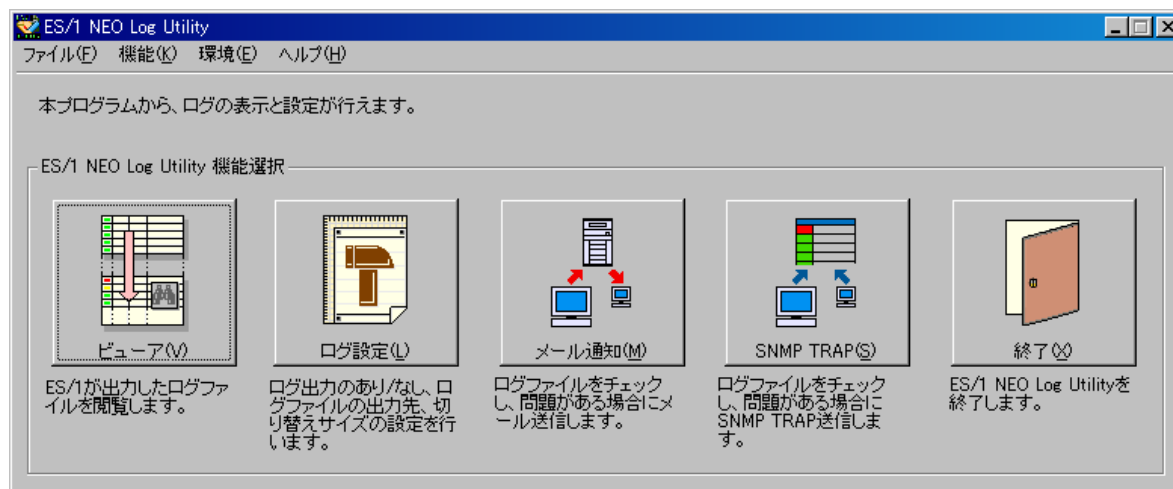 ES/1 NEO Log Utility
ファイル(F) 機能(K) 環境(E) ヘルプ(H)
本プログラムから、ログの表示と設定が行えます。
ES/1 NEO Log Utility 機能選択
ビューア(V)
ES/1が出力したログファ
イルを閲覧します。
ログ設定(L)
ログ出力のあり/なし、ロ
グファイルの出力先、切
り替えサイズの設定を行
います。
メール通知(M)
ログファイルをチェック
し、問題がある場合にメ
ール送信します。
SNMP TRAP(S)
ログファイルをチェック
し、問題がある場合に
SNMP TRAP送信しま
す。
終了(X)
ES/1 NEO Log Utilityを
終了します。